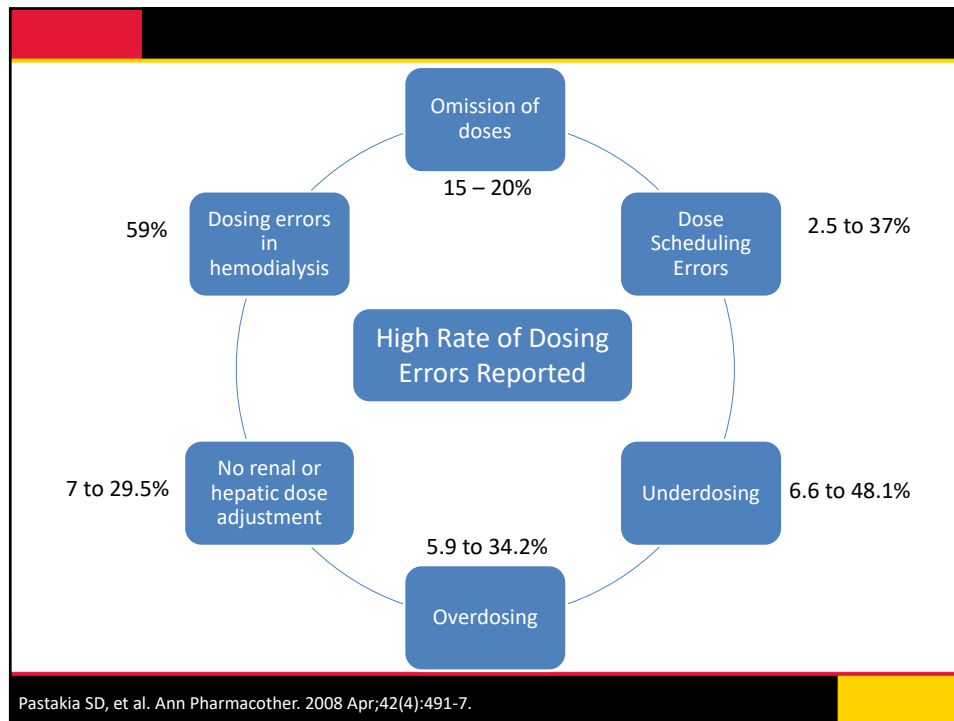 Omission of
doses
15 – 20%
59%
Dosing errors
in
hemodialysis
Dose
Scheduling
Errors
2.5 to 37%
High Rate of Dosing
Errors Reported
7 to 29.5%
No renal or
hepatic dose
adjustment
Underdosing
6.6 to 48.1%
5.9 to 34.2%
Overdosing
Pastakia SD, et al. Ann Pharmacother. 2008 Apr;42(4):491-7.